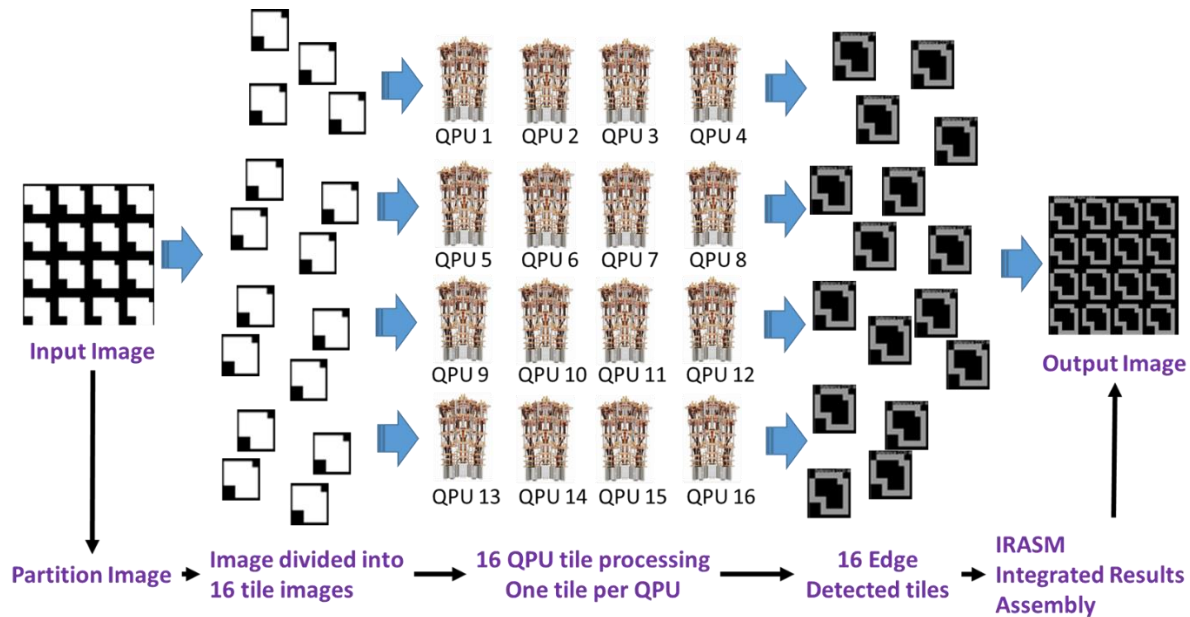 QPU 1
QPU 2
QPU 3
QPU 4
QPU 5
QPU 6
QPU 7
QPU 8
QPU 9
QPU 10
QPU 11
QPU 12
QPU 13
QPU 14
QPU 15
QPU 16
Input Image
Output Image
Partition Image
Image divided into
16 tile images
16 QPU tile processing
One tile per QPU
16 Edge
Detected tiles
IRASM
Integrated Results
Assembly